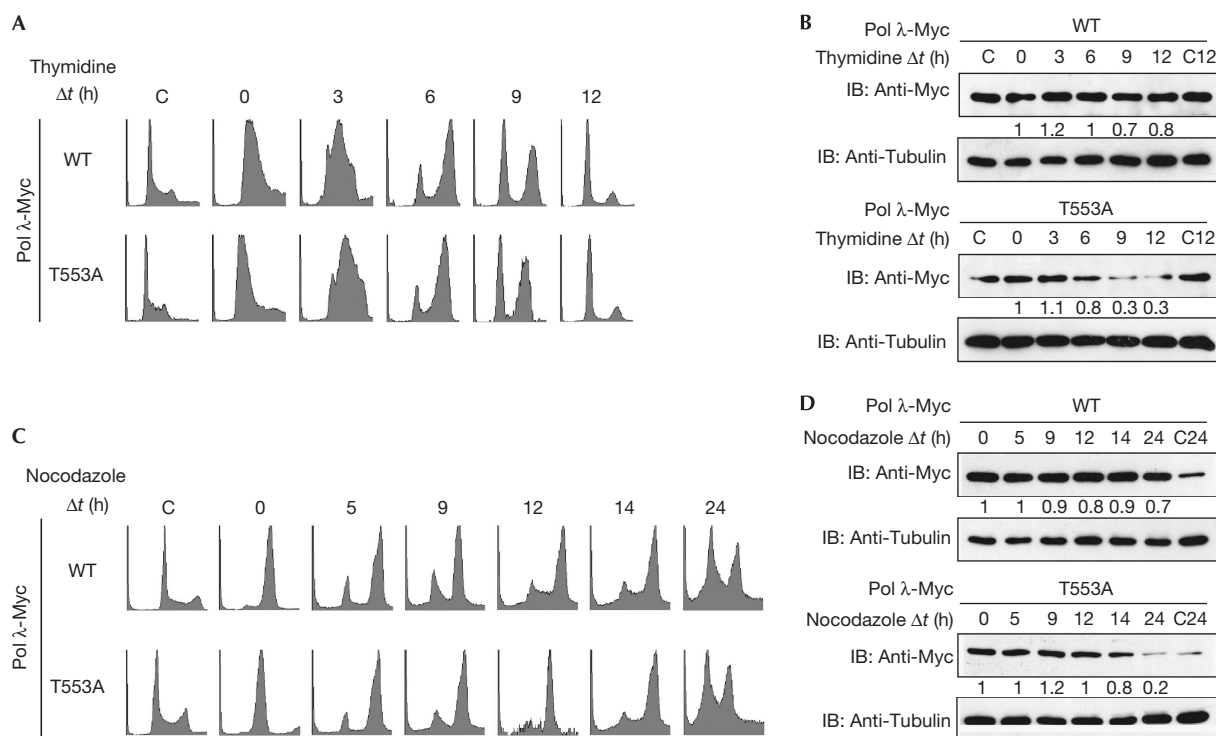 A
Thymidine
Δt (h) C 0 3 6 9 12
Pol λ-Myc
WT
T553A
B
Pol λ-Myc WT
Thymidine Δt (h) C 0 3 6 9 12 C12
IB: Anti-Myc
1 1.2 1 0.7 0.8
IB: Anti-Tubulin
Pol λ-Myc T553A
Thymidine Δt (h) C 0 3 6 9 12 C12
IB: Anti-Myc
1 1.1 0.8 0.3 0.3
IB: Anti-Tubulin
C
Nocodazole
Δt (h) C 0 5 9 12 14 24
Pol λ-Myc
WT
T553A
D
Pol λ-Myc WT
Nocodazole Δt (h) 0 5 9 12 14 24 C24
IB: Anti-Myc
1 1 0.9 0.8 0.9 0.7
IB: Anti-Tubulin
Pol λ-Myc T553A
Nocodazole Δt (h) 0 5 9 12 14 24 C24
IB: Anti-Myc
1 1 1.2 1 0.8 0.2
IB: Anti-Tubulin